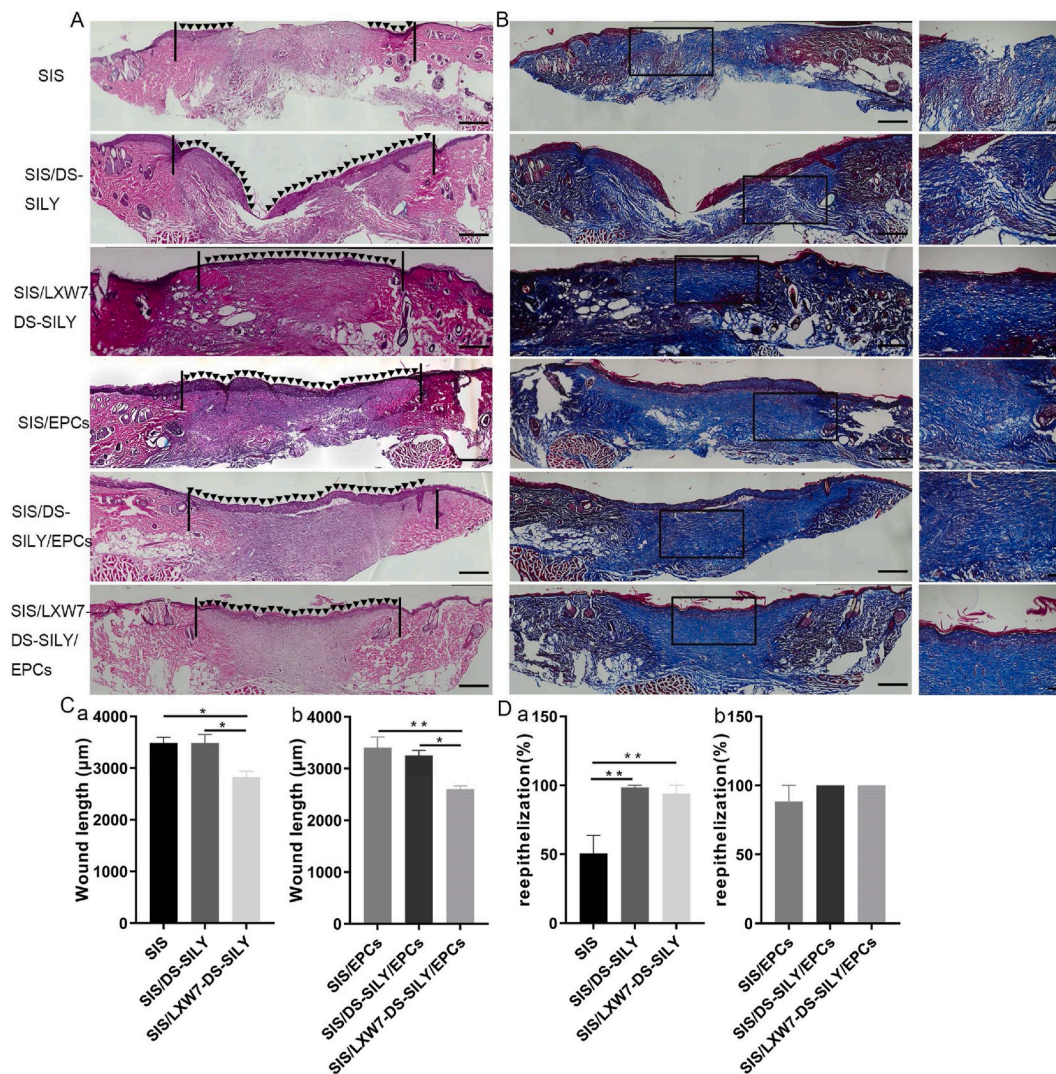 A
B
SIS
SIS/DS-
SILY
SIS/LXW7-
DS-SILY
SIS/EPCs
SIS/DS-
SILY/EPCs
SIS/LXW7-
DS-SILY/
EPCs
C
a
Wound length (μm)
4000
3000
2000
1000
0
*
*
SIS
SIS/DS-SILY
SIS/LXW7-DS-SILY
b
Wound length (μm)
4000
3000
2000
1000
0
**
*
SIS/EPCs
SIS/DS-SILY/EPCs
SIS/LXW7-DS-SILY/EPCs
D
a
reepithelization(%)
150
100
50
0
**
**
SIS
SIS/DS-SILY
SIS/LXW7-DS-SILY
b
reepithelization(%)
150
100
50
0
SIS/EPCs
SIS/DS-SILY/EPCs
SIS/LXW7-DS-SILY/EPCs